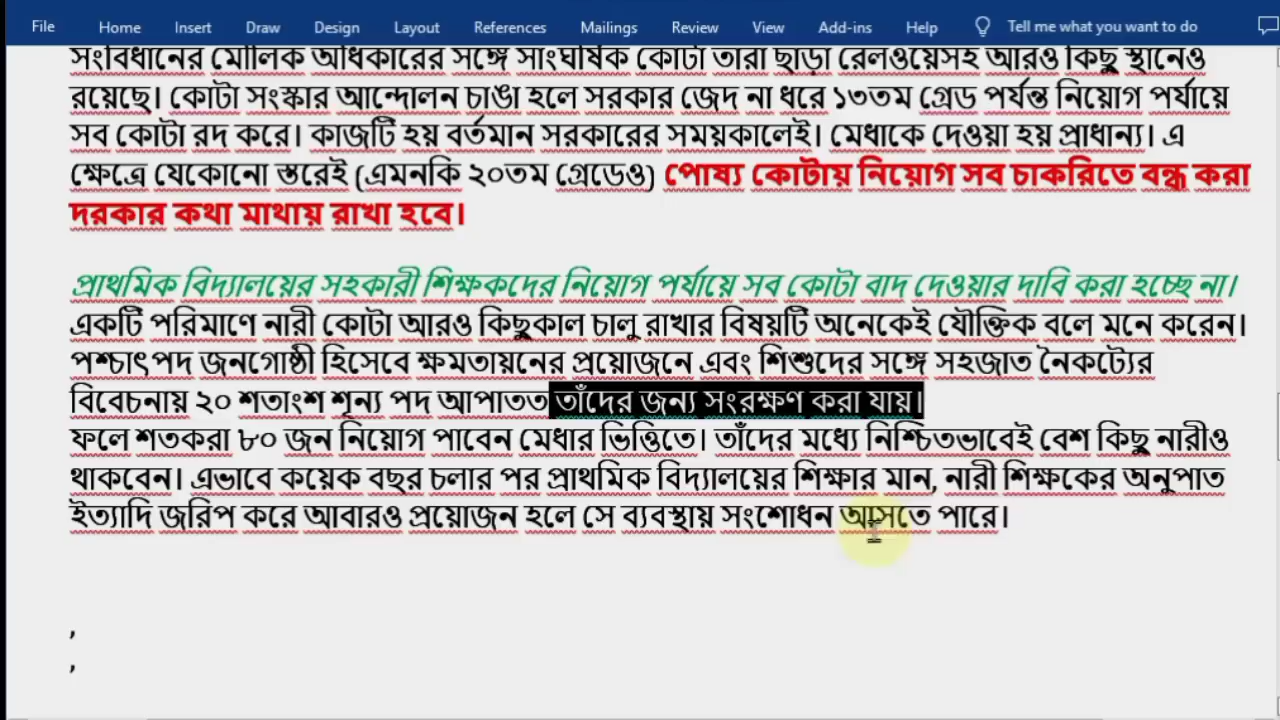 File Home Insert Draw Design Layout References Mailings Review View Add-ins Help Tell me what you want to do
সংবিধানের মৌলিক অধিকারের সঙ্গে সাংঘর্ষিক কোটা তারা ছাড়া রেলওয়েসহ আরও কিছু স্থানেও
রয়েছে। কোটা সংস্কার আন্দোলন চাঙা হলে সরকার জেদ না ধরে ১৩তম গ্রেড পর্যন্ত নিয়োগ পর্যায়ে
সব কোটা রদ করে। কাজটি হয় বর্তমান সরকারের সময়কালেই। মেধাকে দেওয়া হয় প্রাধান্য। এ
ক্ষেত্রে যেকোনো স্তরেই (এমনকি ২০তম গ্রেডেও) পোষ্য কোটায় নিয়োগ সব চাকরিতে বন্ধ করা
দরকার কথা মাথায় রাখা হবে।
প্রাথমিক বিদ্যালয়ের সহকারী শিক্ষকদের নিয়োগ পর্যায়ে সব কোটা বাদ দেওয়ার দাবি করা হচ্ছে না।
একটি পরিমাণে নারী কোটা আরও কিছুকাল চালু রাখার বিষয়টি অনেকেই যৌক্তিক বলে মনে করেন।
পশ্চাৎপদ জনগোষ্ঠী হিসেবে ক্ষমতায়নের প্রয়োজনে এবং শিশুদের সঙ্গে সহজাত নৈকট্যের
বিবেচনায় ২০ শতাংশ শূন্য পদ আপাতত তাঁদের জন্য সংরক্ষণ করা যায়।
ফলে শতকরা ৮০ জন নিয়োগ পাবেন মেধার ভিত্তিতে। তাঁদের মধ্যে নিশ্চিতভাবেই বেশ কিছু নারীও
থাকবেন। এভাবে কয়েক বছর চলার পর প্রাথমিক বিদ্যালয়ের শিক্ষার মান, নারী শিক্ষকের অনুপাত
ইত্যাদি জরিপ করে আবারও প্রয়োজন হলে সে ব্যবস্থায় সংশোধন আসতে পারে।
,
,